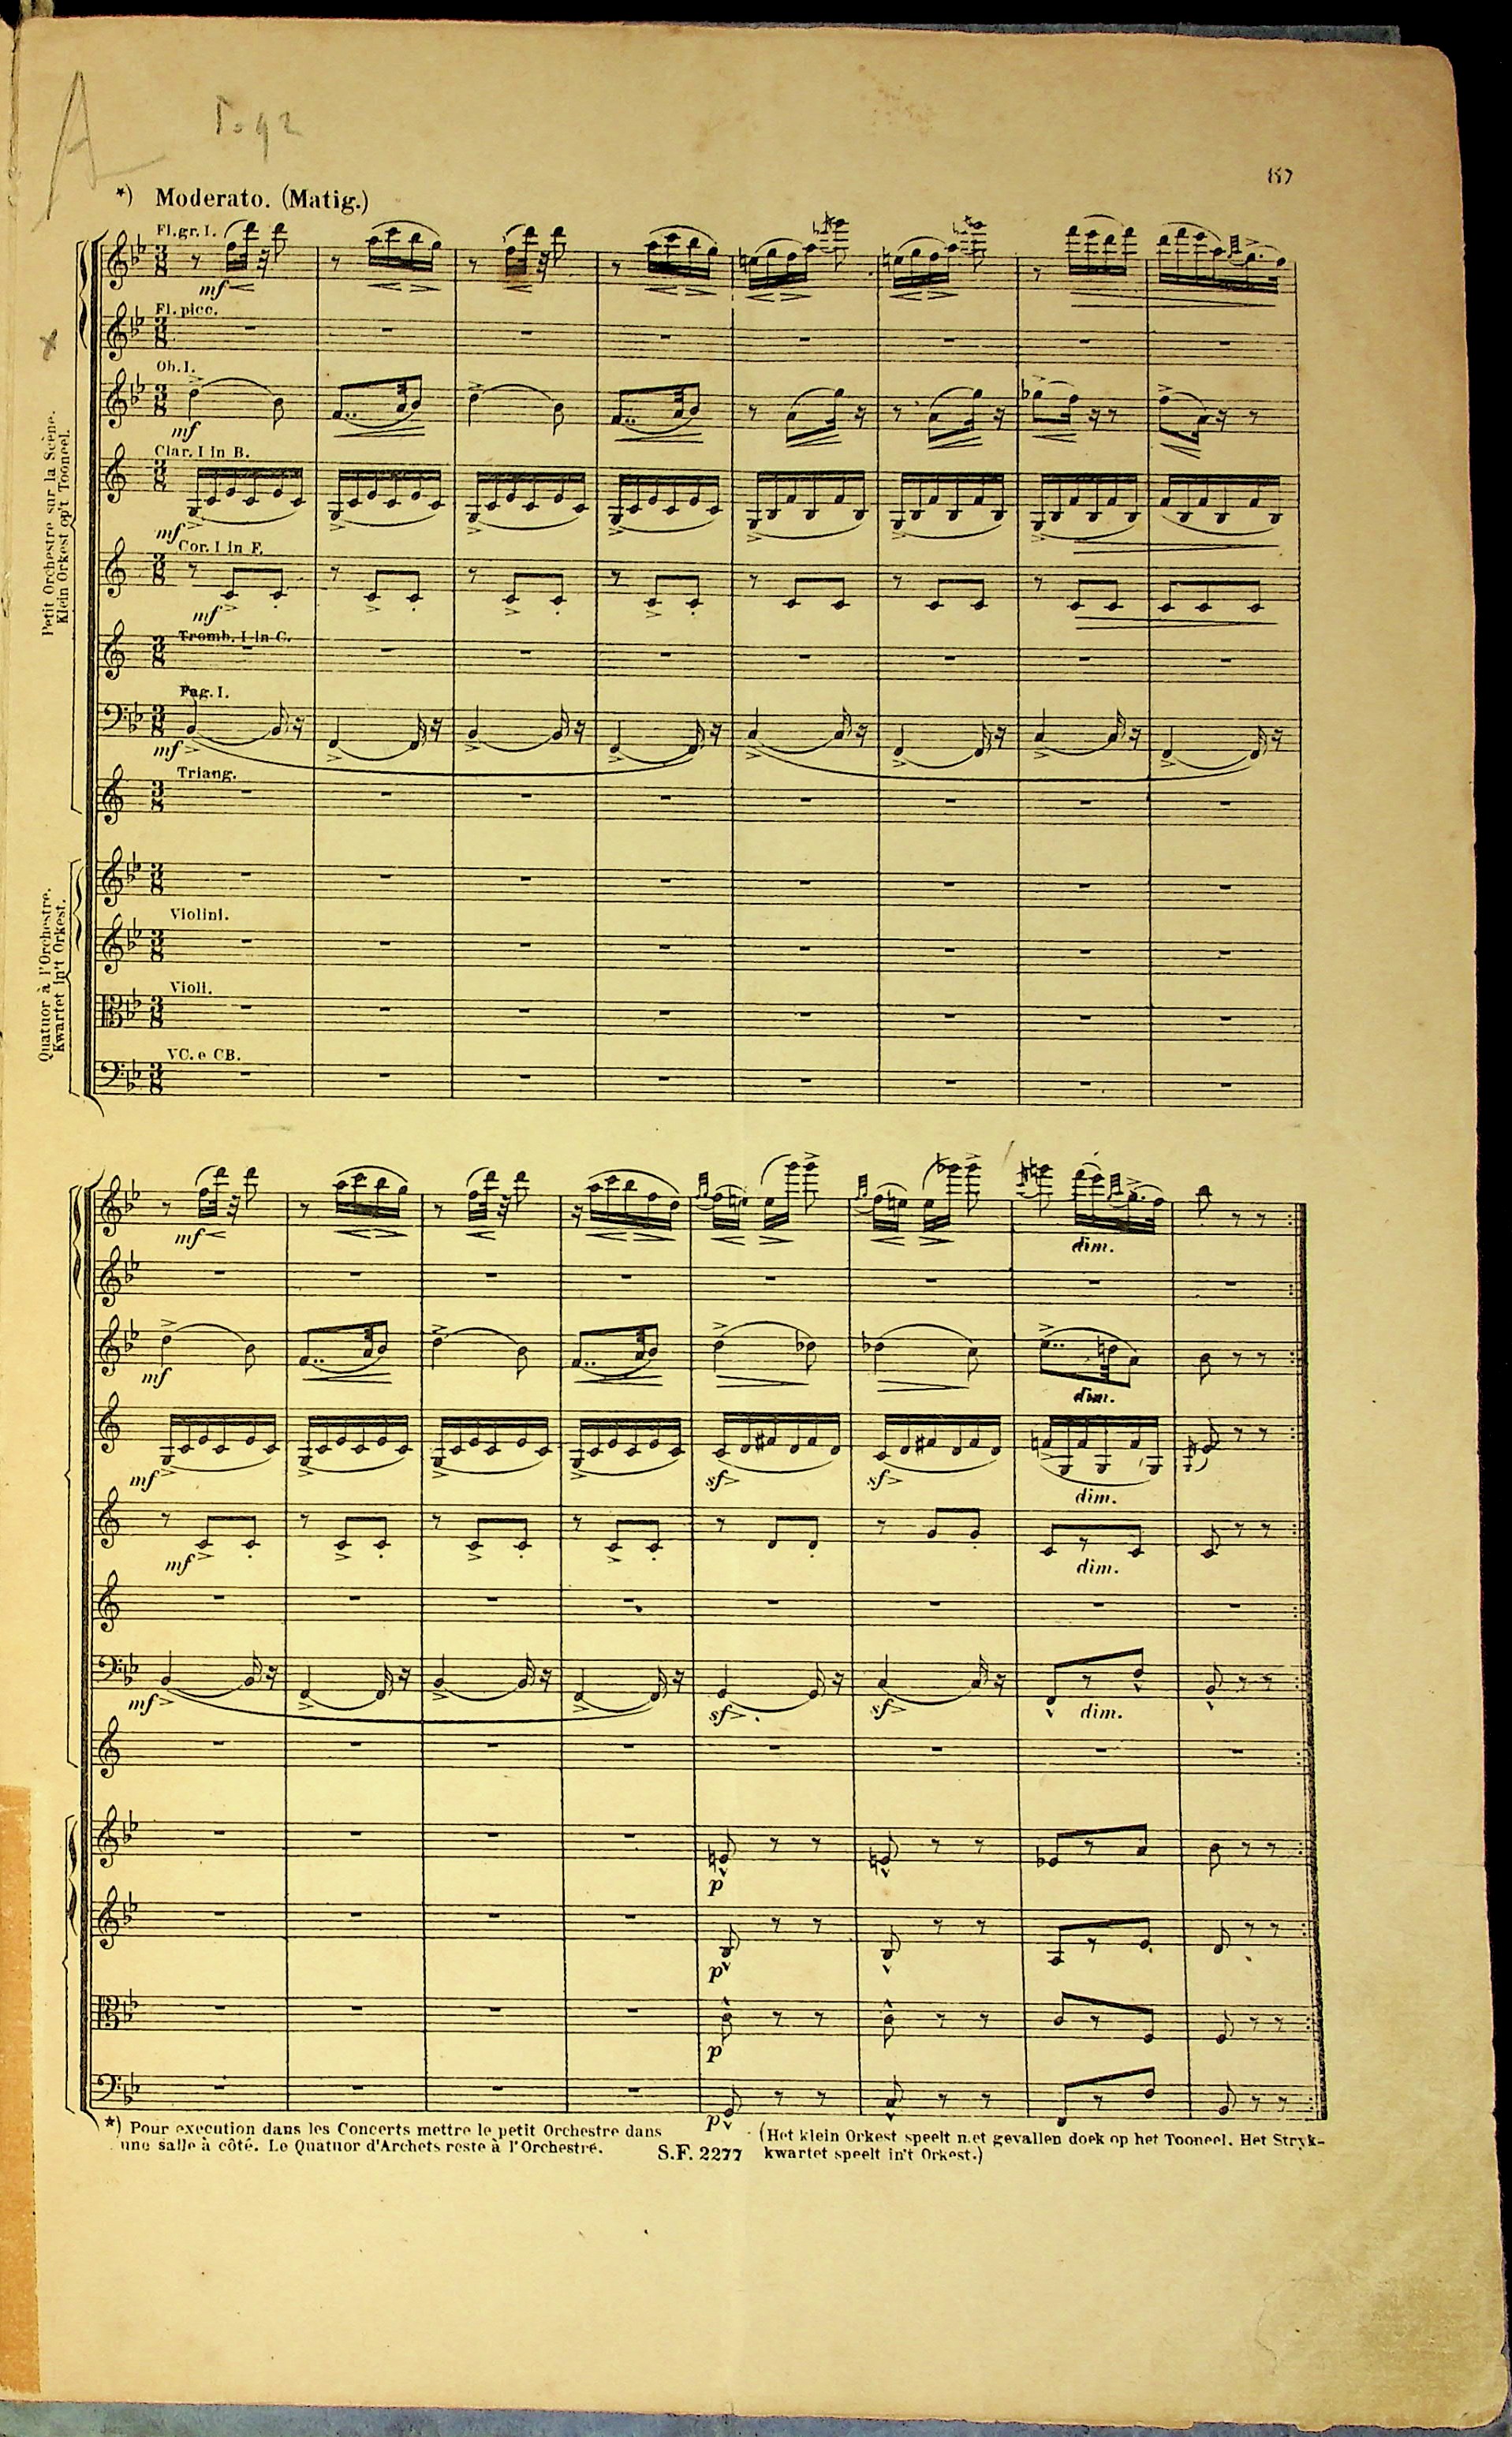 A
87
*) Moderato. (Matig.)
Petit Orchestre sur la Scène.
Klein Orkest op't Tooneel.
Fl. gr. I.
mf
Fl. picc.
Ob. I.
mf
Clar. I in B.
mf
Cor. I in F.
mf
Tromb. I in C.
Fag. I.
mf
Triang.
Quatuor à l'Orchestre.
Kwartet in't Orkest.
Violini.
Violi.
VC. e CB.
mf
dim.
mf
dim.
mf
sf
sf
dim.
mf
dim.
mf
sf
sf
dim.
p
p
p
p
*) Pour execution dans les Concerts mettre le petit Orchestre dans
une salle à côté. Le Quatuor d'Archets reste à l'Orchestre.
S.F. 2277
(Het klein Orkest speelt met gevallen doek op het Tooneel. Het Stryk-
kwartet speelt in't Orkest.)